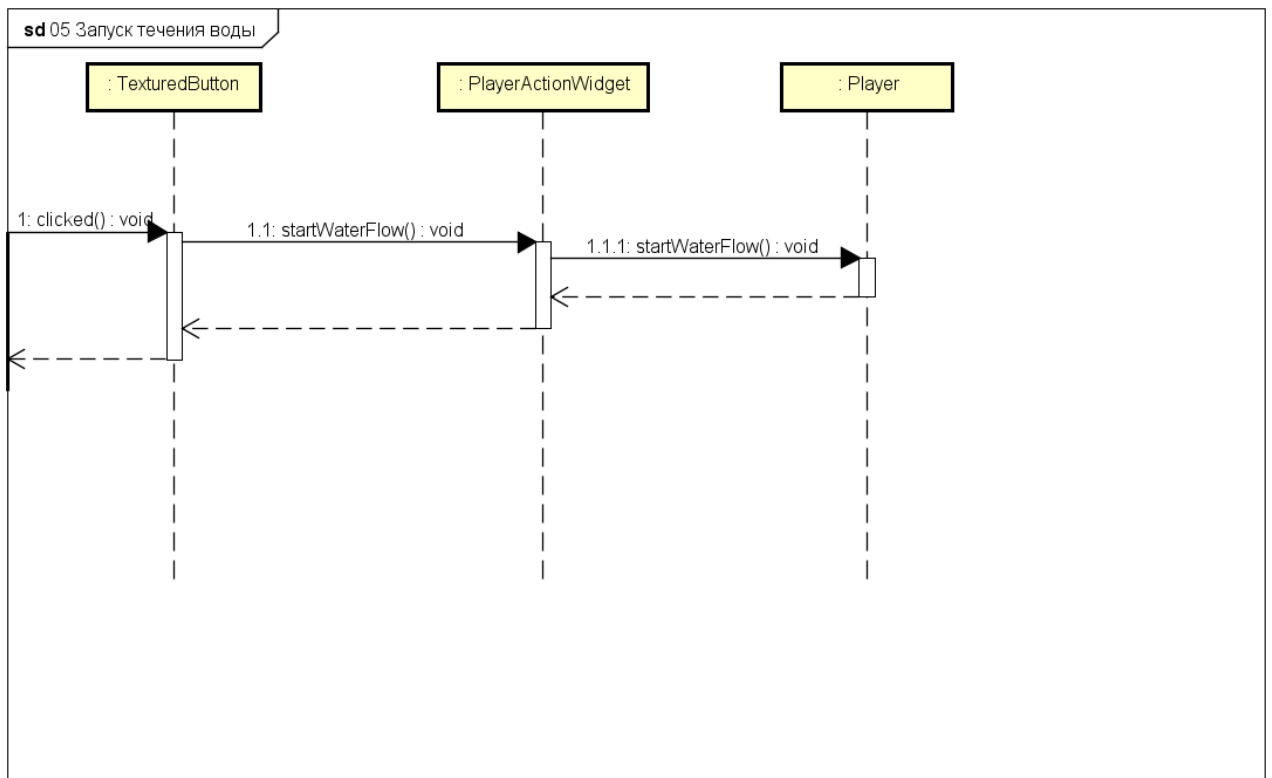 sd 05 Запуск течения воды
: TexturedButton
: PlayerActionWidget
: Player
1: clicked() : void
1.1: startWaterFlow() : void
1.1.1: startWaterFlow() : void